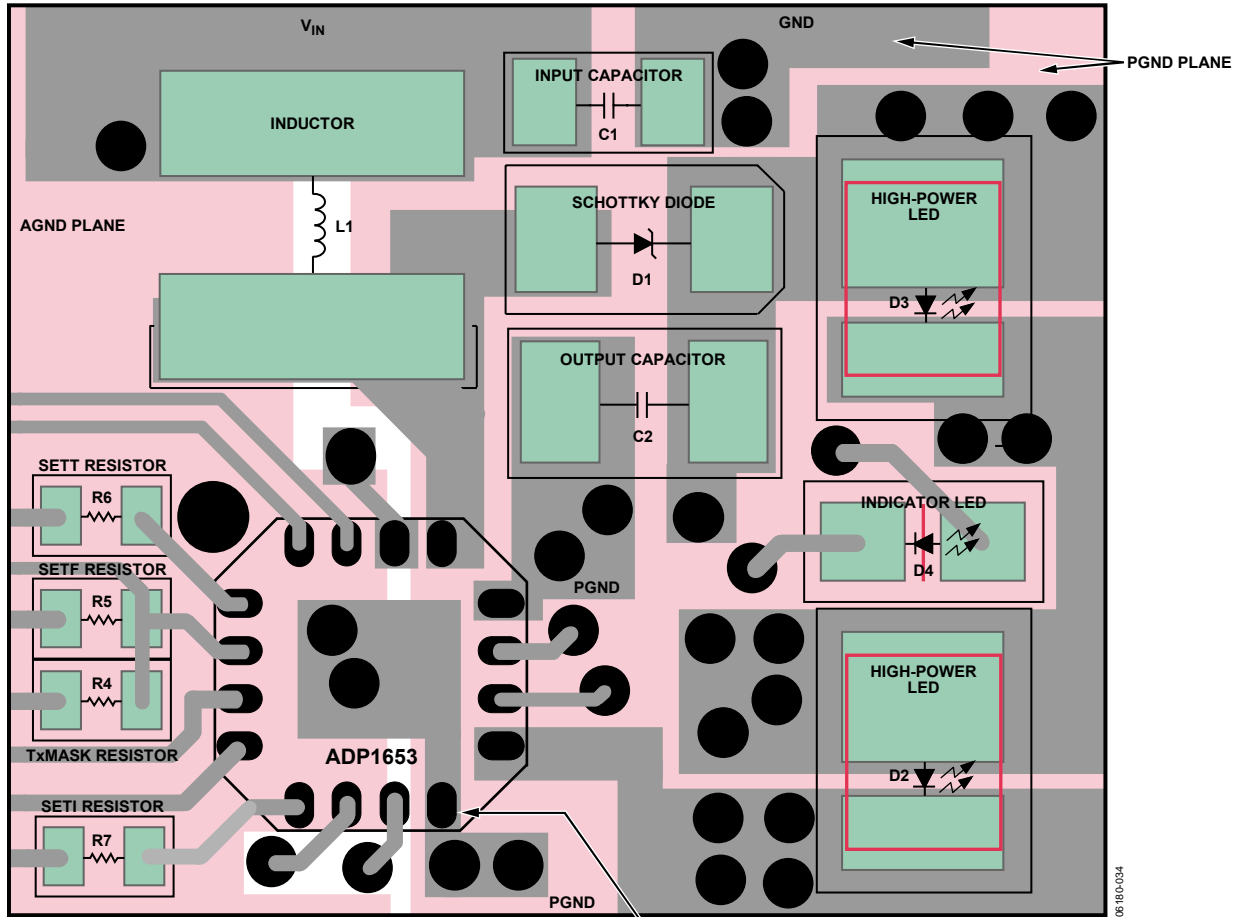 V_IN
GND
PGND PLANE
INPUT CAPACITOR
C1
INDUCTOR
L1
AGND PLANE
SCHOTTKY DIODE
D1
HIGH-POWER
LED
D3
OUTPUT CAPACITOR
C2
SETT RESISTOR
R6
INDICATOR LED
D4
SETF RESISTOR
R5
PGND
R4
HIGH-POWER
LED
TxMASK RESISTOR
ADP1653
D2
SETI RESISTOR
R7
PGND
06180-034